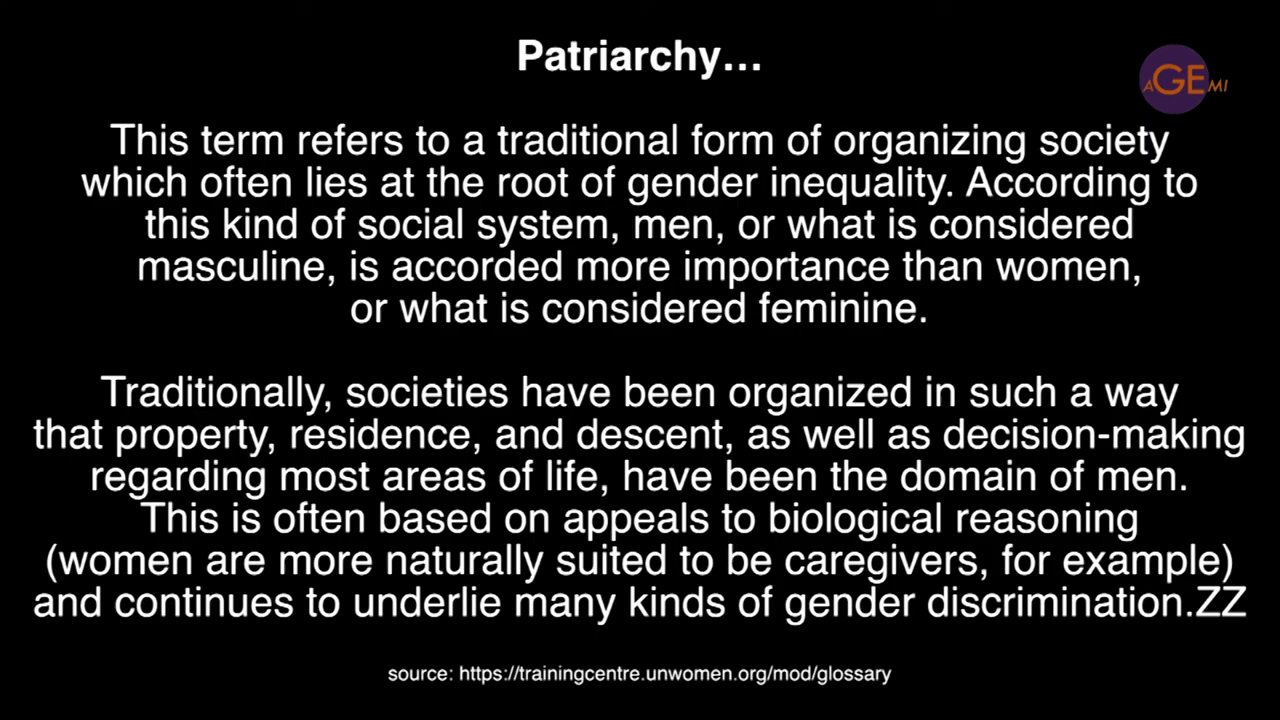 Patriarchy...
AGEMI
This term refers to a traditional form of organizing society
which often lies at the root of gender inequality. According to
this kind of social system, men, or what is considered
masculine, is accorded more importance than women,
or what is considered feminine.
Traditionally, societies have been organized in such a way
that property, residence, and descent, as well as decision-making
regarding most areas of life, have been the domain of men.
This is often based on appeals to biological reasoning
(women are more naturally suited to be caregivers, for example)
and continues to underlie many kinds of gender discrimination.ZZ
source: https://trainingcentre.unwomen.org/mod/glossary